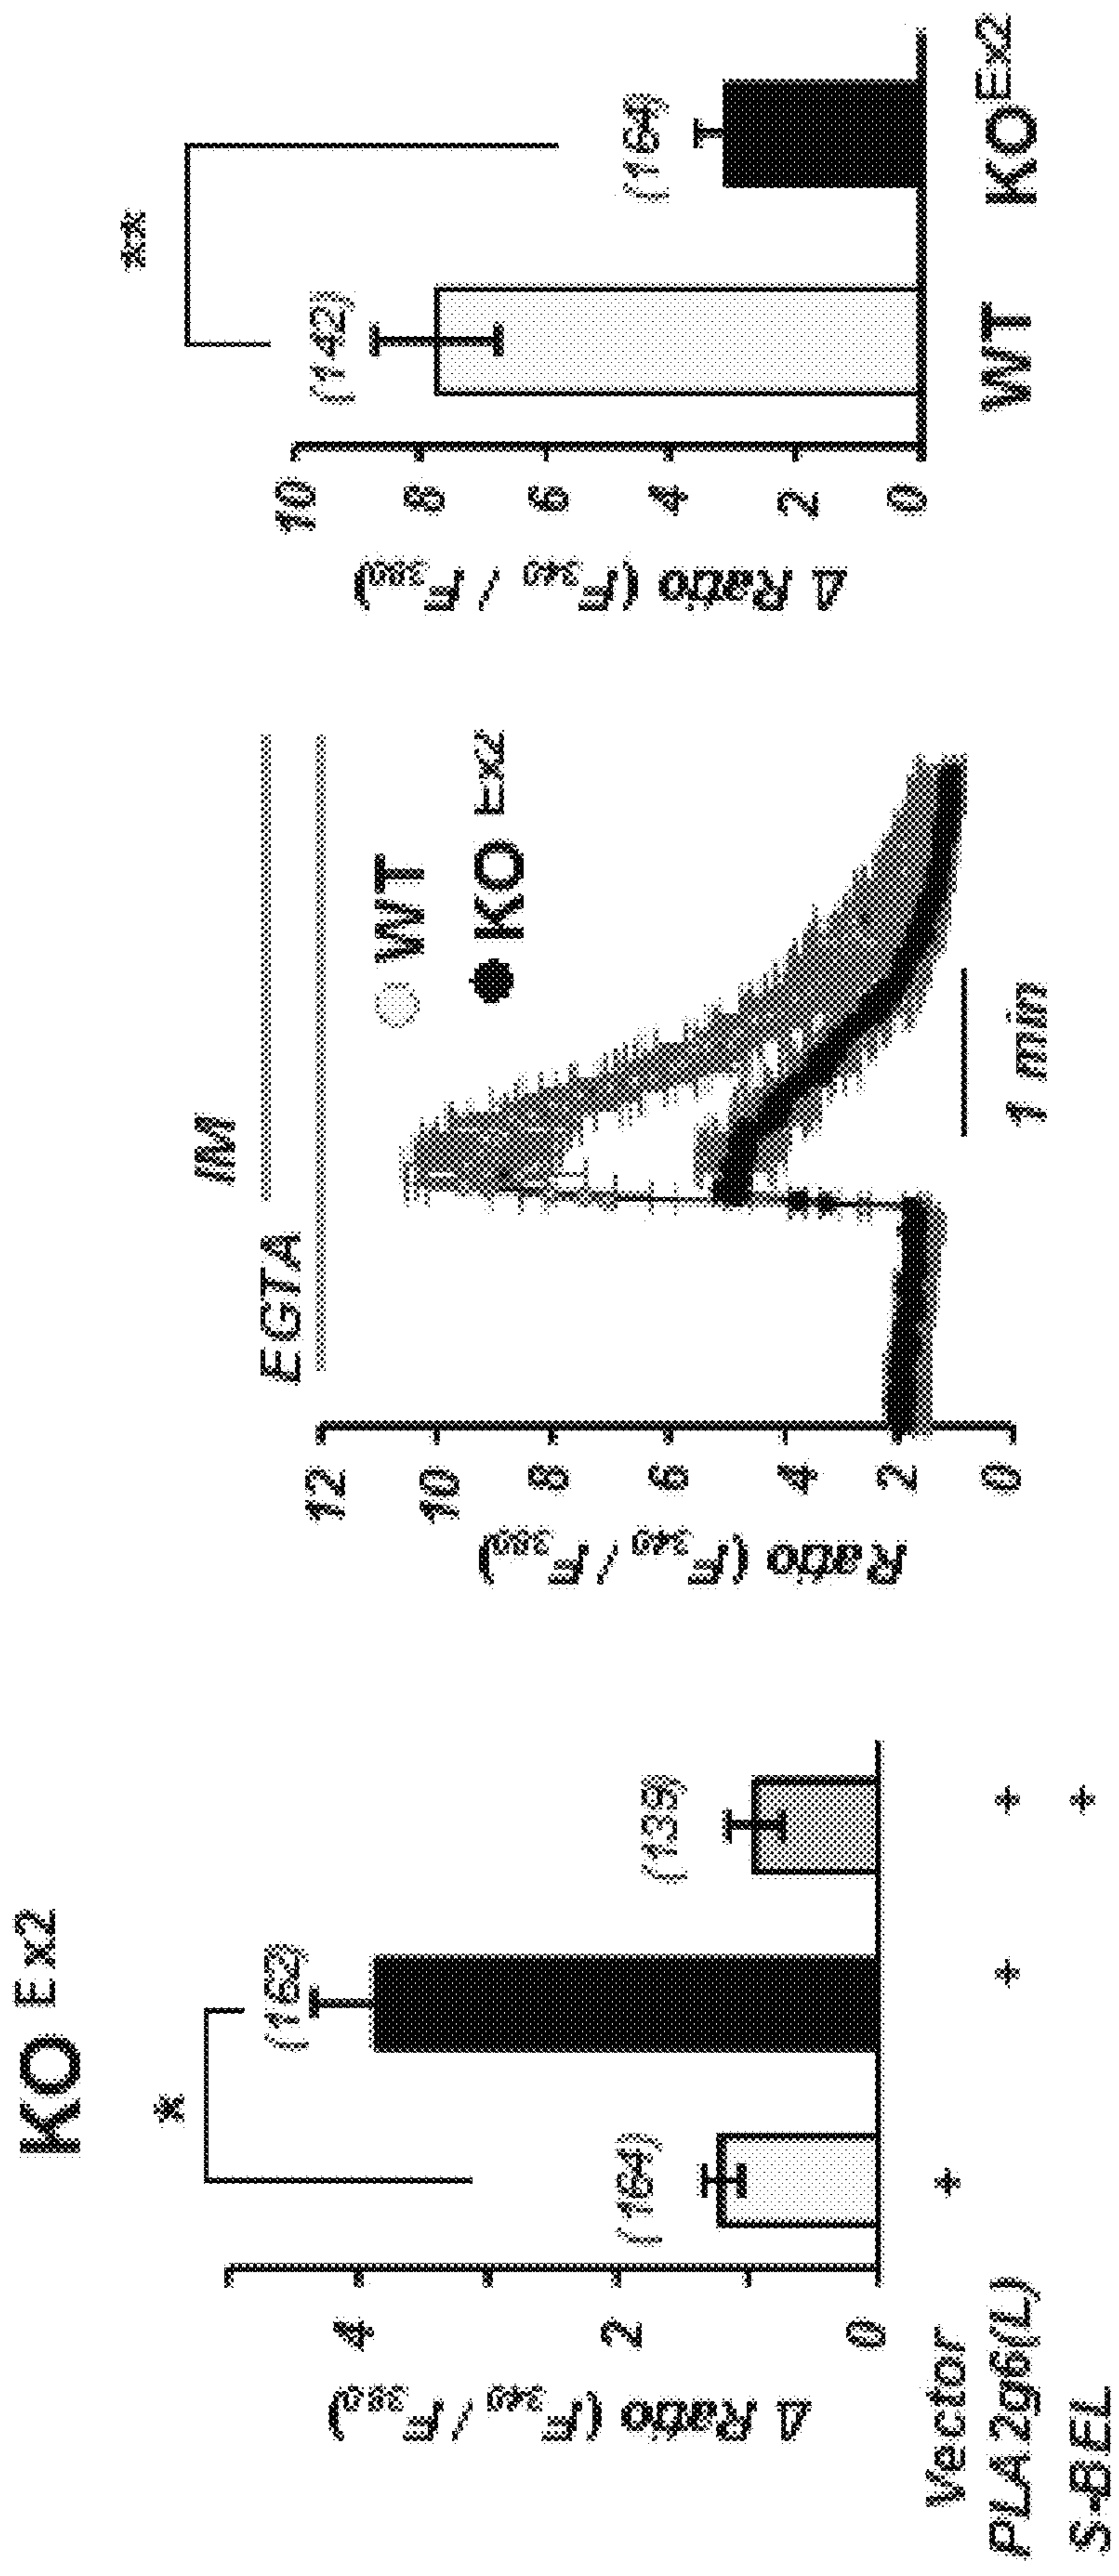 KO Ex2
*
(164)
(162)
(139)
4
2
0
Δ Ratio (F340 / F380)
Vector +
PLA2g6(L) + +
S-BEL +
IM
EGTA
WT
KO Ex2
12
10
8
6
4
2
0
Ratio (F340 / F380)
1 min
**
(142)
(164)
10
8
6
4
2
0
Δ Ratio (F340 / F380)
WT
KO Ex2